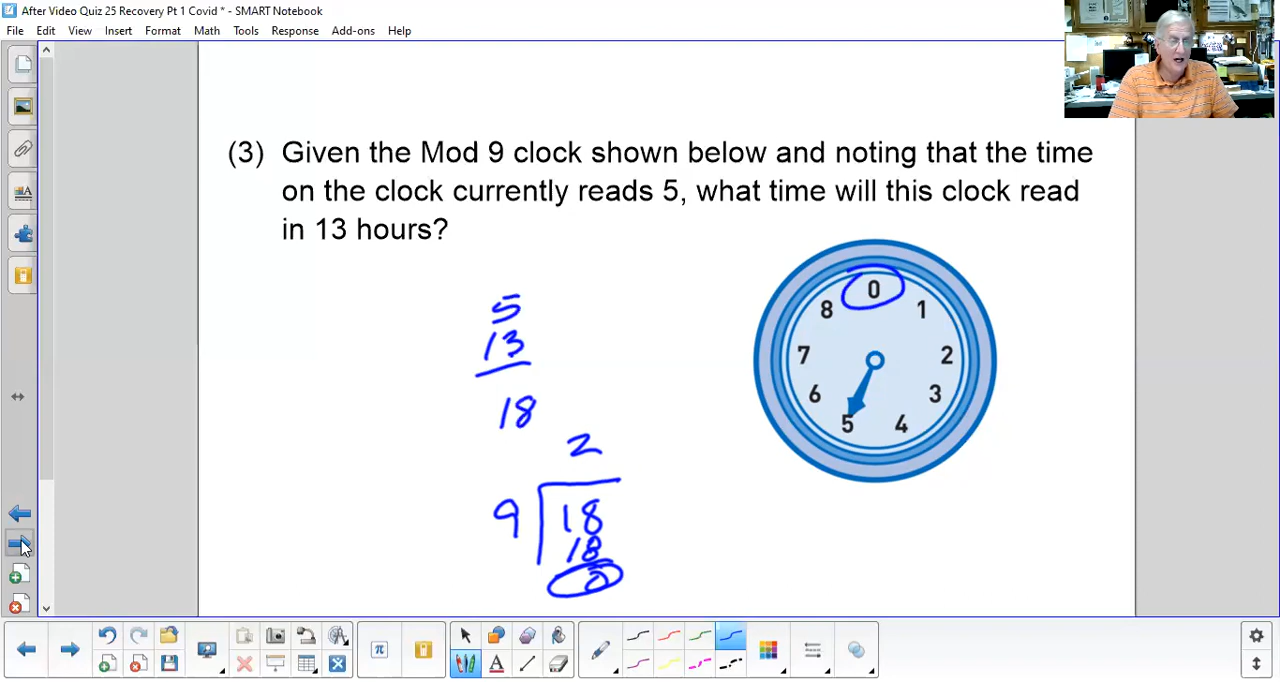 After Video Quiz 25 Recovery Pt 1 Covid * - SMART Notebook
File Edit View Insert Format Math Tools Response Add-ons Help
(3) Given the Mod 9 clock shown below and noting that the time
on the clock currently reads 5, what time will this clock read
in 13 hours?
0
8 1
7 2
6 3
5 4
5
13
18
2
9 18
18
0
π
A